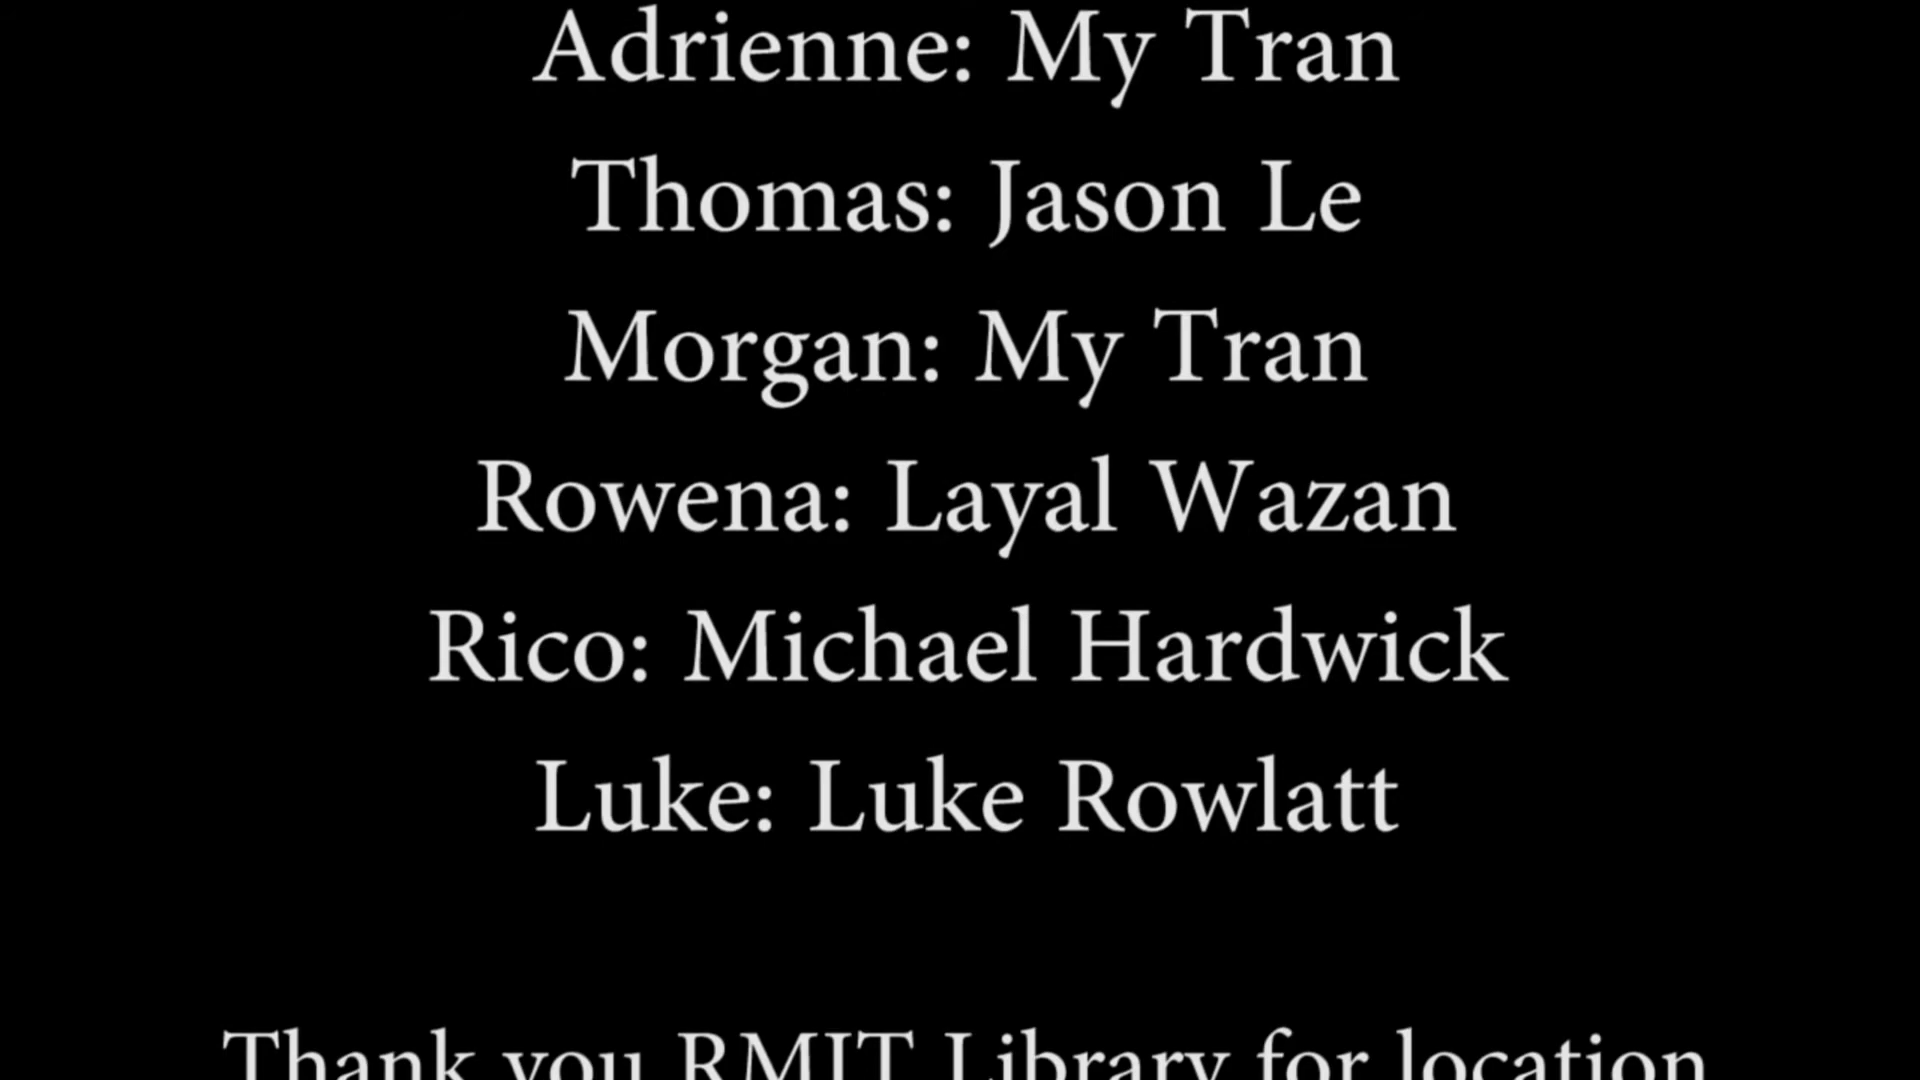 Adrienne: My Tran
Thomas: Jason Le
Morgan: My Tran
Rowena: Layal Wazan
Rico: Michael Hardwick
Luke: Luke Rowlatt
Thank you RMIT Library for location